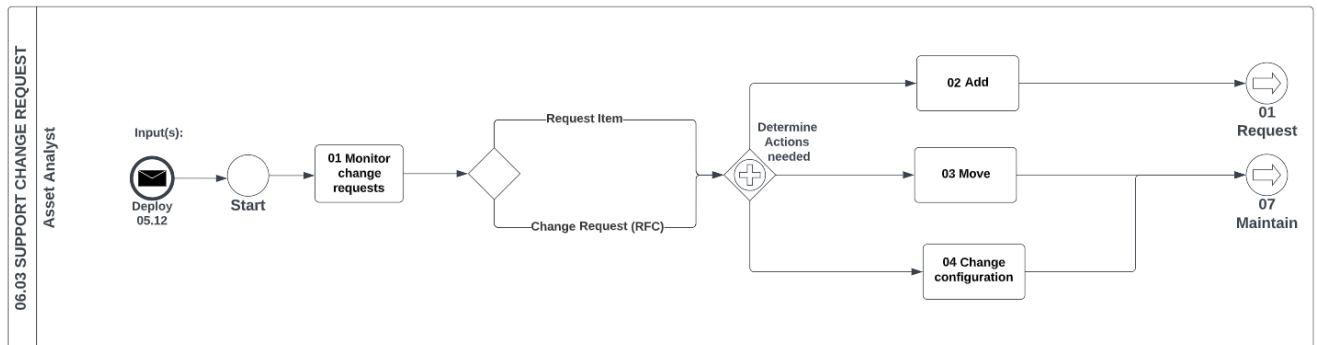 06.03 SUPPORT CHANGE REQUEST
Asset Analyst
Input(s):
Deploy
05.12
Start
01 Monitor
change
requests
Request Item
Change Request (RFC)
Determine
Actions
needed
02 Add
03 Move
04 Change
configuration
01
Request
07
Maintain